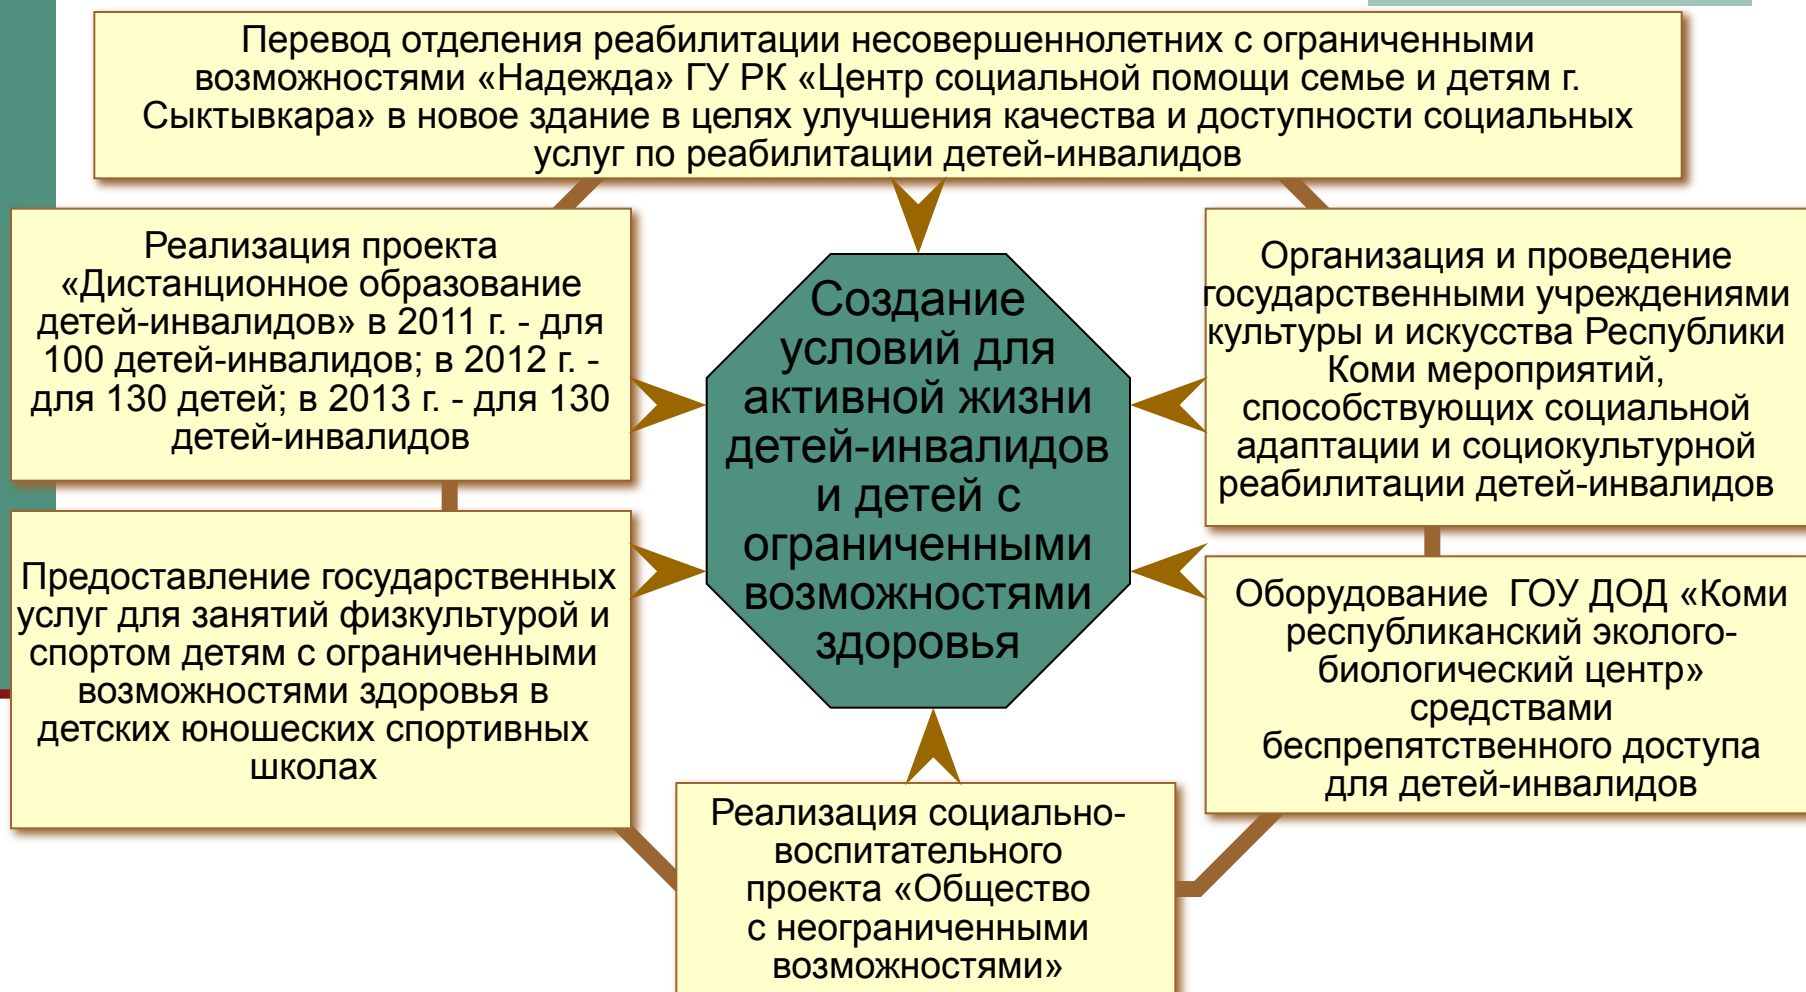 Перевод отделения реабилитации несовершеннолетних с ограниченными
возможностями «Надежда» ГУ РК «Центр социальной помощи семье и детям г.
Сыктывкара» в новое здание в целях улучшения качества и доступности социальных
услуг по реабилитации детей-инвалидов
Реализация проекта
«Дистанционное образование
детей-инвалидов» в 2011 г. - для
100 детей-инвалидов; в 2012 г. -
для 130 детей; в 2013 г. - для 130
детей-инвалидов
Создание
условий для
активной жизни
детей-инвалидов
и детей с
ограниченными
возможностями
здоровья
Организация и проведение
государственными учреждениями
культуры и искусства Республики
Коми мероприятий,
способствующих социальной
адаптации и социокультурной
реабилитации детей-инвалидов
Предоставление государственных
услуг для занятий физкультурой и
спортом детям с ограниченными
возможностями здоровья в
детских юношеских спортивных
школах
Оборудование ГОУ ДОД «Коми
республиканский эколого-
биологический центр»
средствами
беспрепятственного доступа
для детей-инвалидов
Реализация социально-
воспитательного
проекта «Общество
с неограниченными
возможностями»